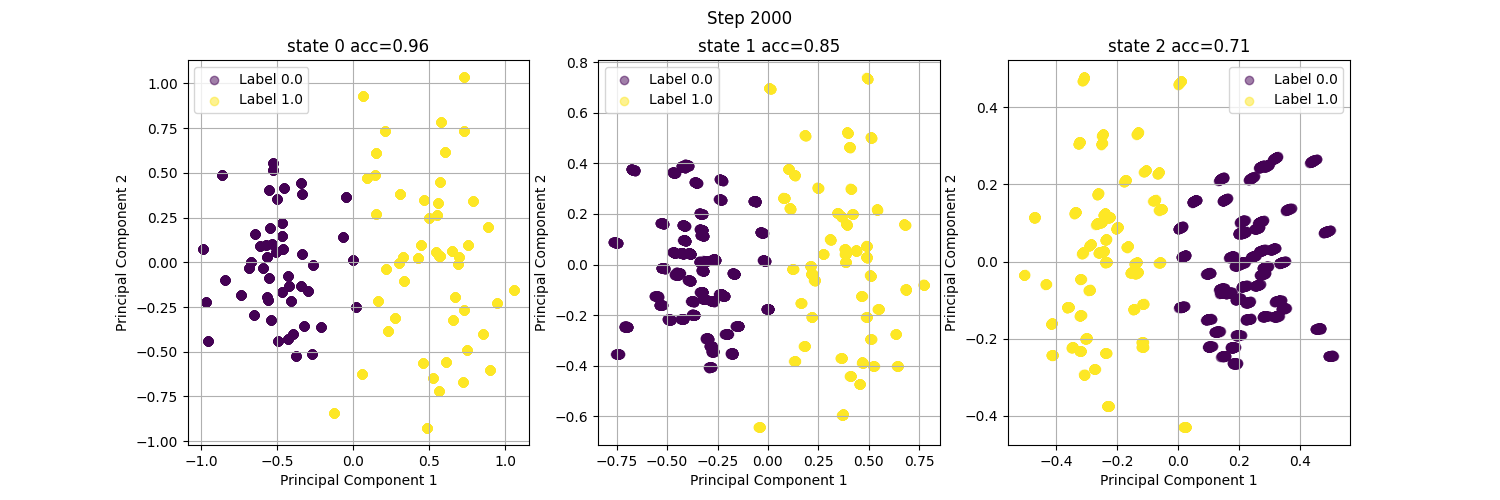 Step 2000
state 0 acc=0.96
Label 0.0
Label 1.0
1.00
0.75
0.50
0.25
0.00
−0.25
−0.50
−0.75
−1.00
Principal Component 2
−1.0
−0.5
0.0
0.5
1.0
Principal Component 1
state 1 acc=0.85
Label 0.0
Label 1.0
0.8
0.6
0.4
0.2
0.0
−0.2
−0.4
−0.6
Principal Component 2
−0.75
−0.50
−0.25
0.00
0.25
0.50
0.75
Principal Component 1
state 2 acc=0.71
Label 0.0
Label 1.0
0.4
0.2
0.0
−0.2
−0.4
Principal Component 2
−0.4
−0.2
0.0
0.2
0.4
Principal Component 1